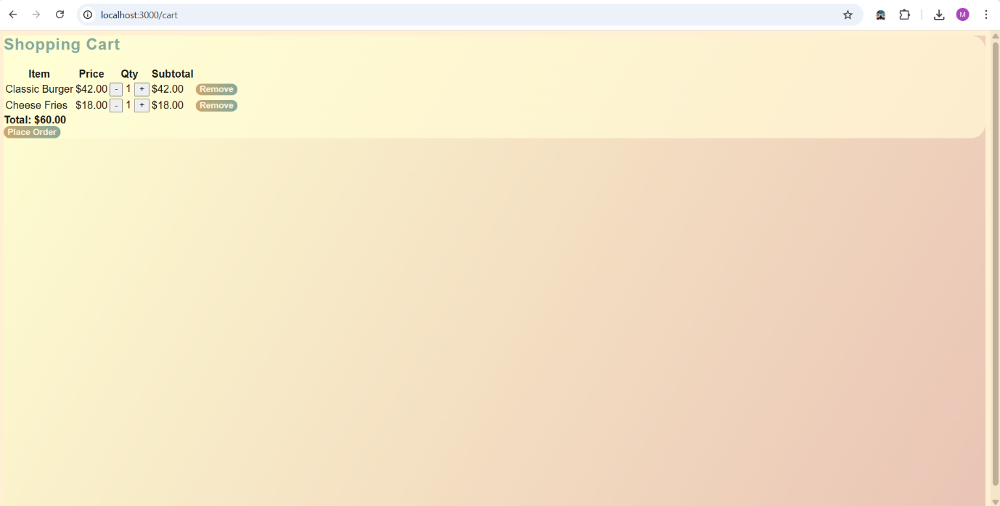 localhost:3000/cart
M
Shopping Cart
Item Price Qty Subtotal
Classic Burger $42.00 - 1 + $42.00 Remove
Cheese Fries $18.00 - 1 + $18.00 Remove
Total: $60.00
Place Order